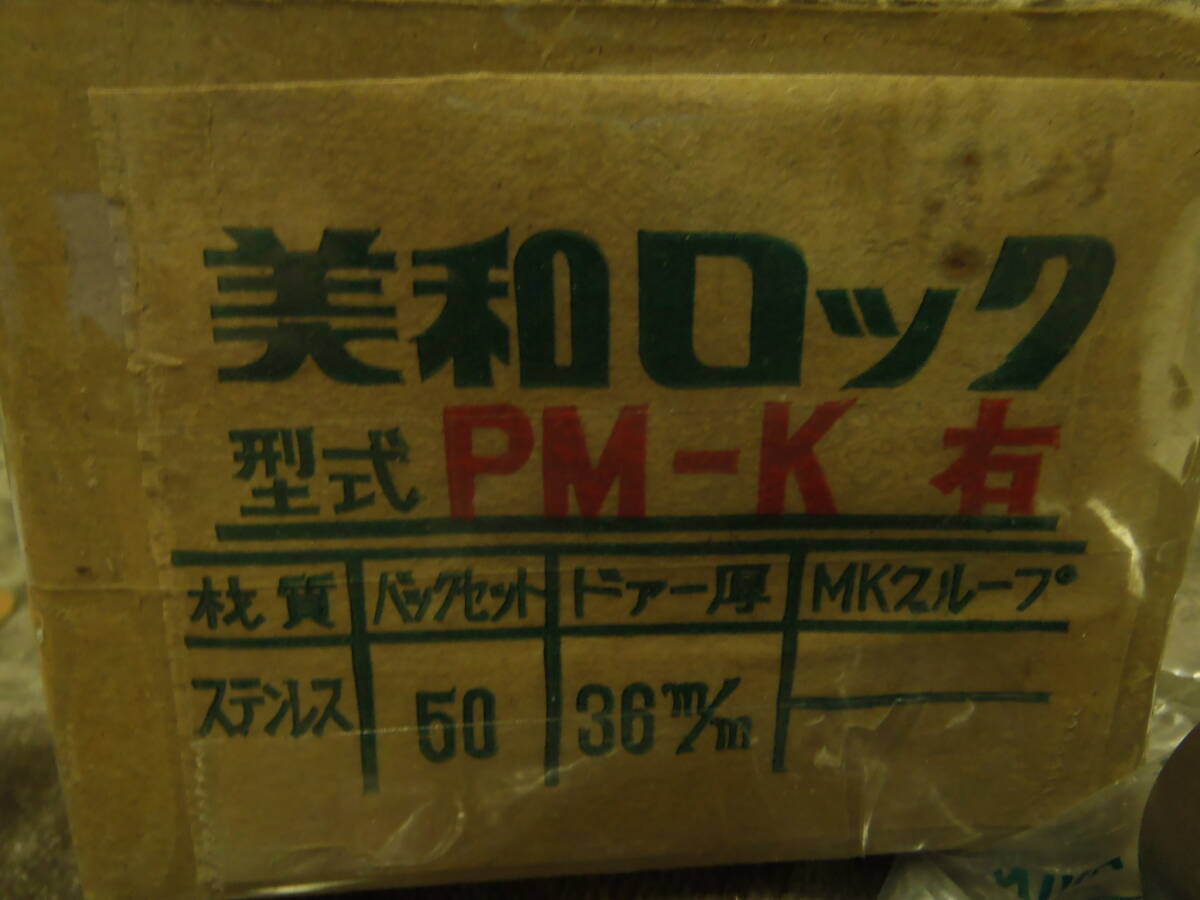 美和ロック
型式 PM-K 右
材質 バックセット ドアー厚 MKグループ
ステンレス 50 36m/m